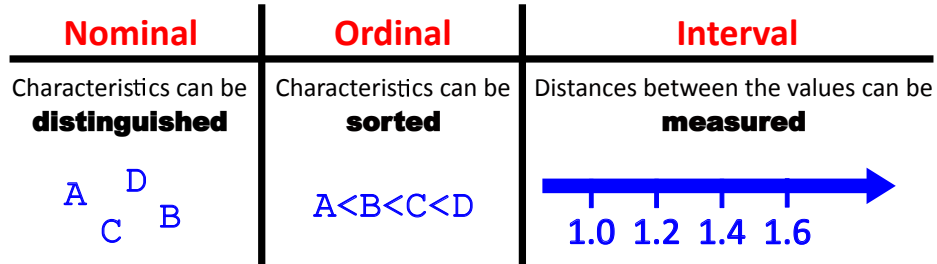 Nominal
Characteristics can be
distinguished
A D
C B
Ordinal
Characteristics can be
sorted
A<B<C<D
Interval
Distances between the values can be
measured
1.0 1.2 1.4 1.6